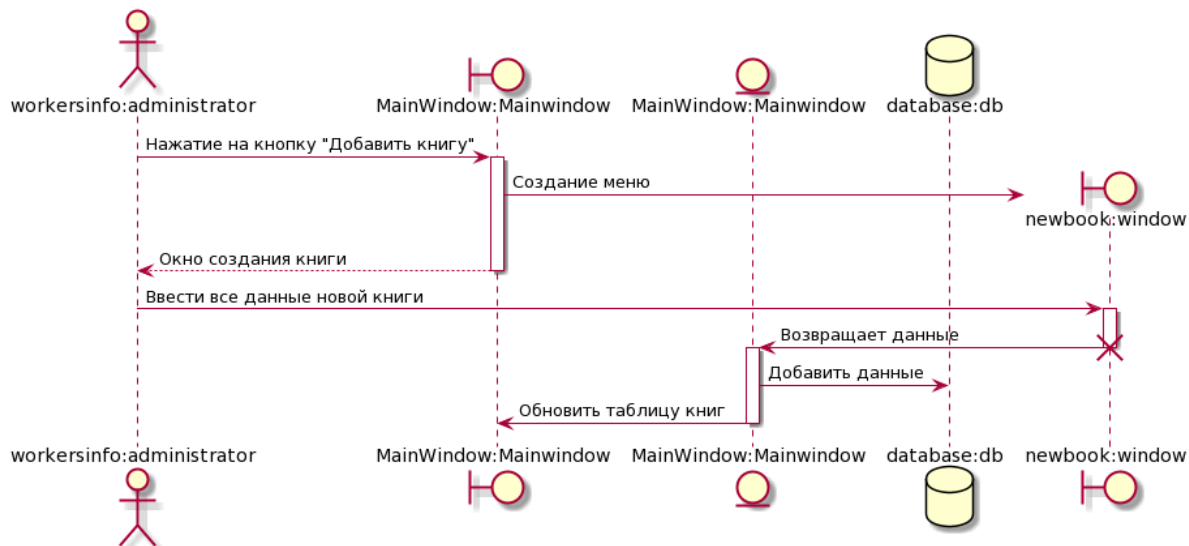 workersinfo:administrator
MainWindow:Mainwindow
MainWindow:Mainwindow
database:db
Нажатие на кнопку "Добавить книгу"
Создание меню
newbook:window
Окно создания книги
Ввести все данные новой книги
Возвращает данные
Добавить данные
Обновить таблицу книг
workersinfo:administrator
MainWindow:Mainwindow
MainWindow:Mainwindow
database:db
newbook:window